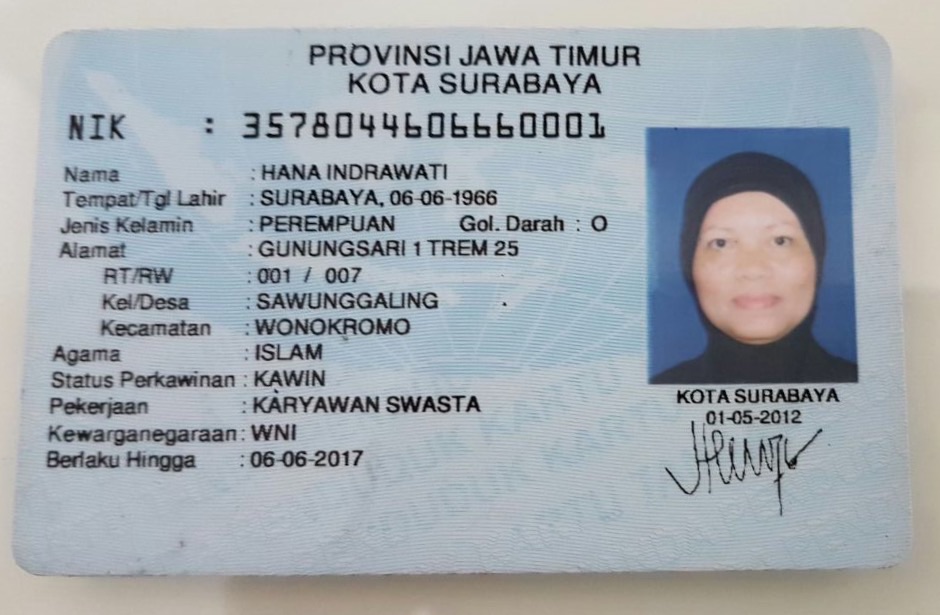 PROVINSI JAWA TIMUR
KOTA SURABAYA
NIK : 3578044606660001
Nama : HANA INDRAWATI
Tempat/Tgl Lahir : SURABAYA, 06-06-1966
Jenis Kelamin : PEREMPUAN Gol. Darah : O
Alamat : GUNUNGSARI 1 TREM 25
RT/RW : 001 / 007
Kel/Desa : SAWUNGGALING
Kecamatan : WONOKROMO
Agama : ISLAM
Status Perkawinan : KAWIN
Pekerjaan : KARYAWAN SWASTA
Kewarganegaraan : WNI
Berlaku Hingga : 06-06-2017
KOTA SURABAYA
01-05-2012